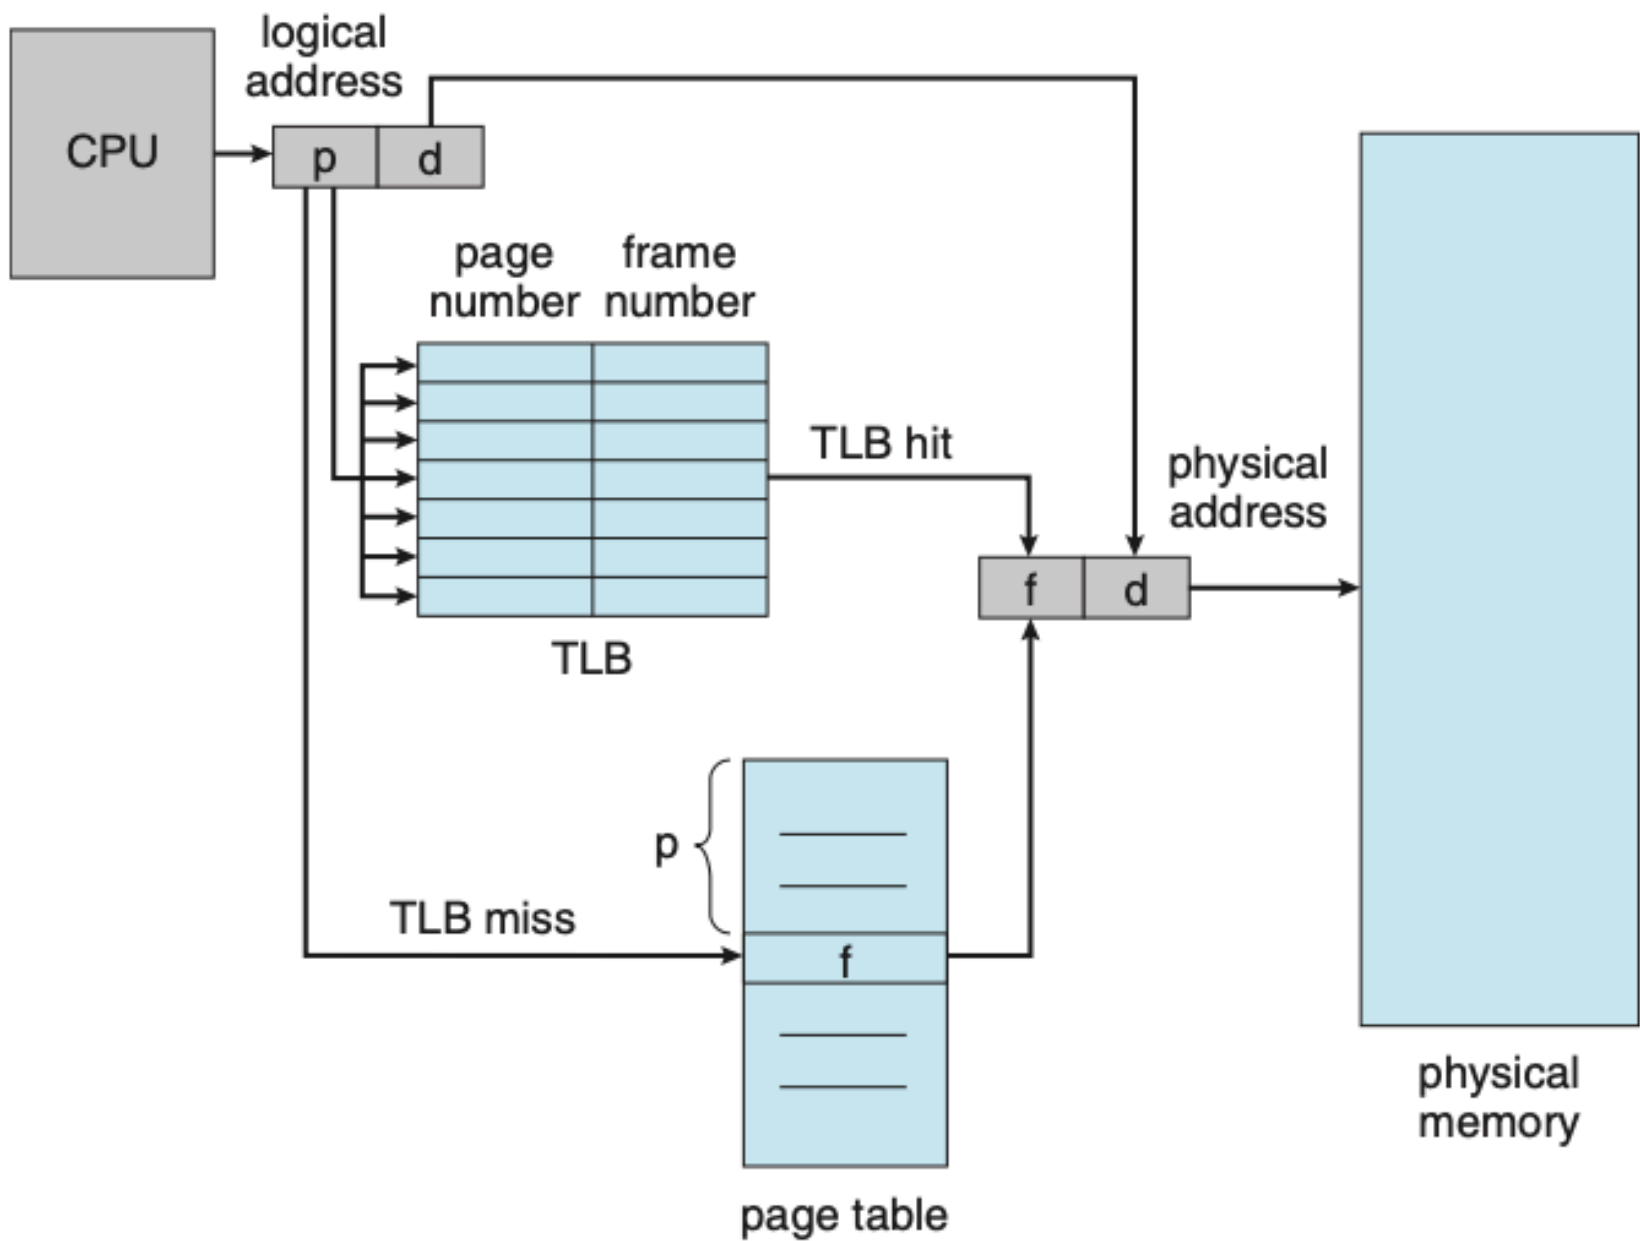 logical
address
CPU
p
d
page
number
frame
number
TLB hit
physical
address
f
d
TLB
p
TLB miss
f
physical
memory
page table